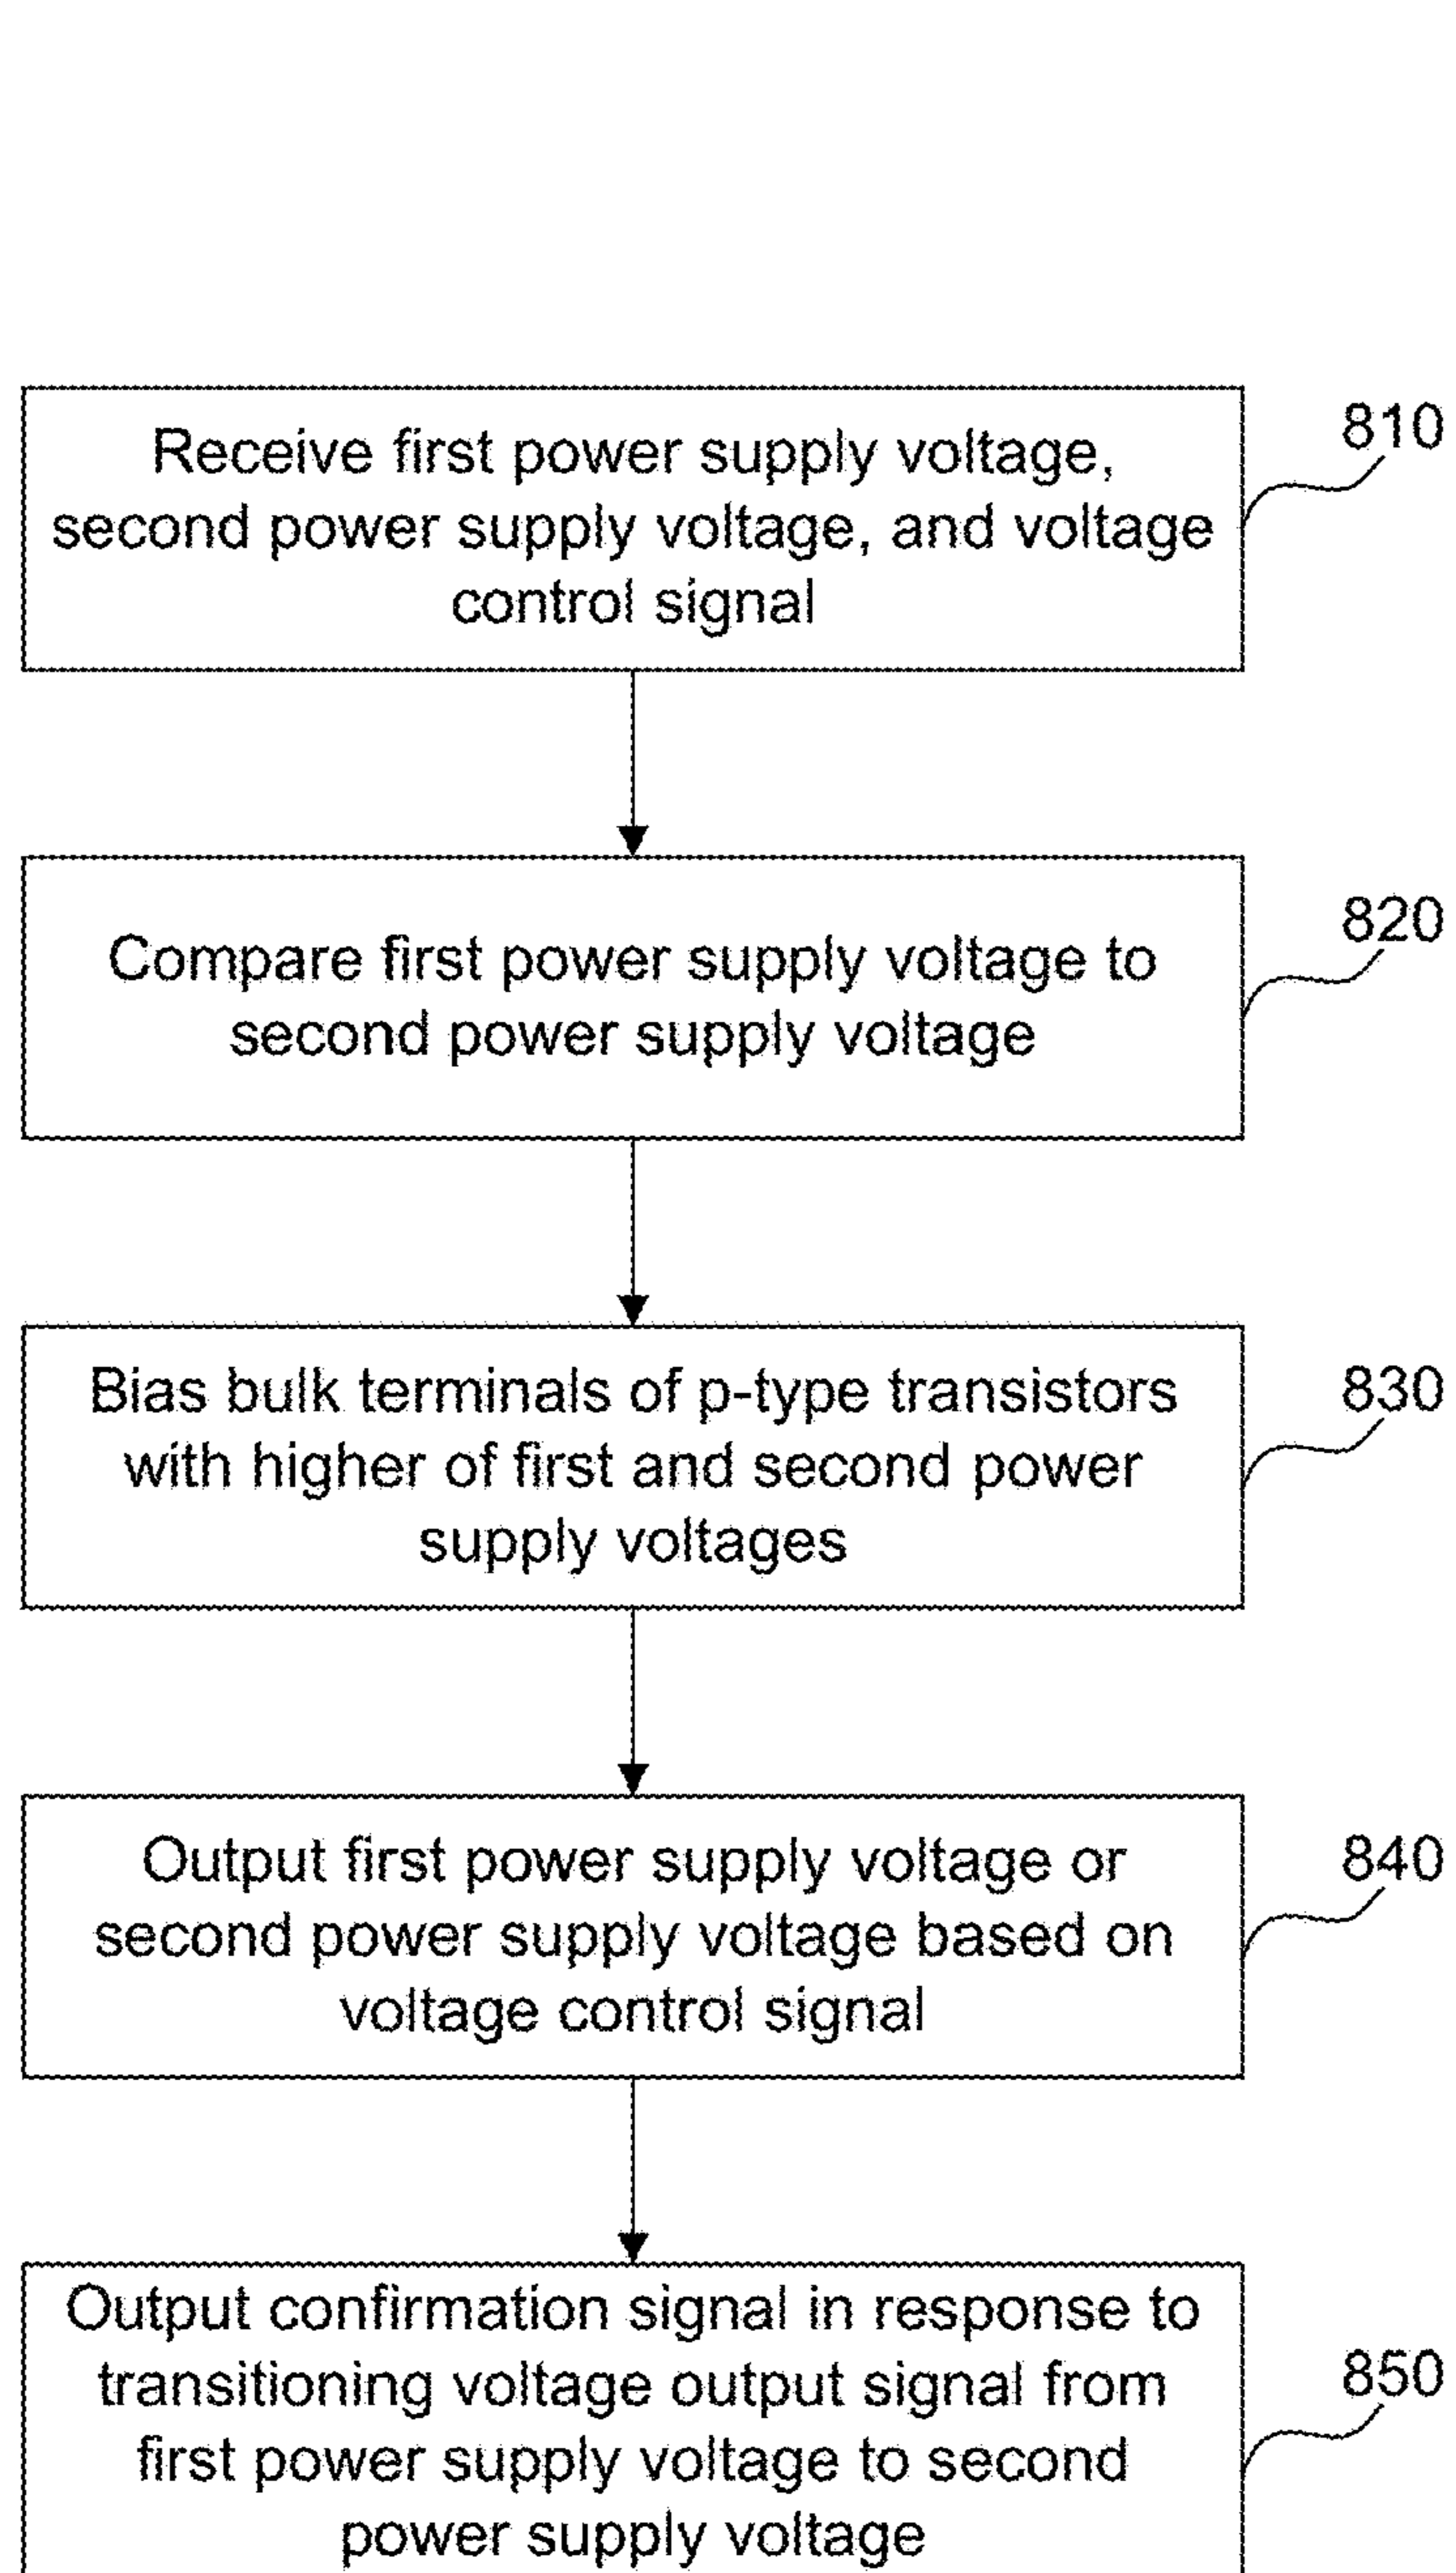 Receive first power supply voltage,
second power supply voltage, and voltage
control signal
810
Compare first power supply voltage to
second power supply voltage
820
Bias bulk terminals of p-type transistors
with higher of first and second power
supply voltages
830
Output first power supply voltage or
second power supply voltage based on
voltage control signal
840
Output confirmation signal in response to
transitioning voltage output signal from
first power supply voltage to second
power supply voltage
850